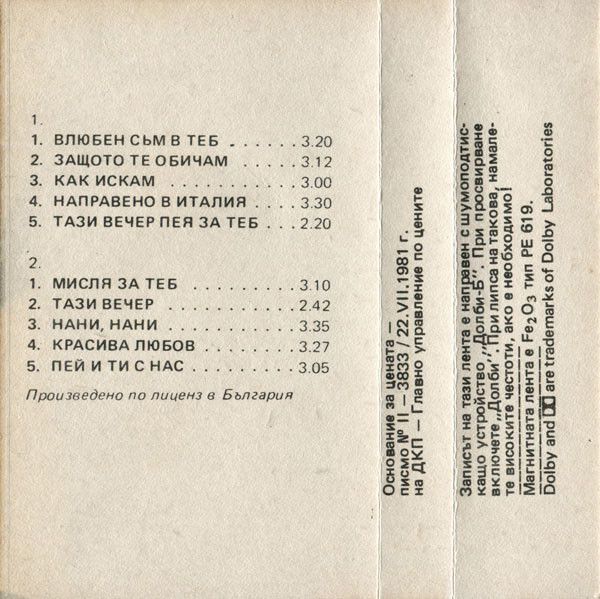 1.
1. ВЛЮБЕН СЪМ В ТЕБ . . . . . . 3.20
2. ЗАЩОТО ТЕ ОБИЧАМ . . . . . 3.12
3. КАК ИСКАМ . . . . . . . . . . 3.00
4. НАПРАВЕНО В ИТАЛИЯ . . . . 3.30
5. ТАЗИ ВЕЧЕР ПЕЯ ЗА ТЕБ . . . 2.20
2.
1. МИСЛЯ ЗА ТЕБ . . . . . . . . 3.10
2. ТАЗИ ВЕЧЕР . . . . . . . . . . 2.42
3. НАНИ, НАНИ . . . . . . . . . . 3.35
4. КРАСИВА ЛЮБОВ . . . . . . . 3.27
5. ПЕЙ И ТИ С НАС . . . . . . . . 3.05
Произведено по лиценз в България
Основание за цената —
писмо № II — 3833 / 22.VII.1981 г.
на ДКП — Главно управление по цените
Записът на тази лента е направен с шумоподтис-
кащо устройство „Долби-Б". При просвирване
включете „Долби". При липса на такова, намале-
те високите честоти, ако е необходимо!
Магнитната лента е Fe2O3 тип PE 619.
Dolby and are trademarks of Dolby Laboratories